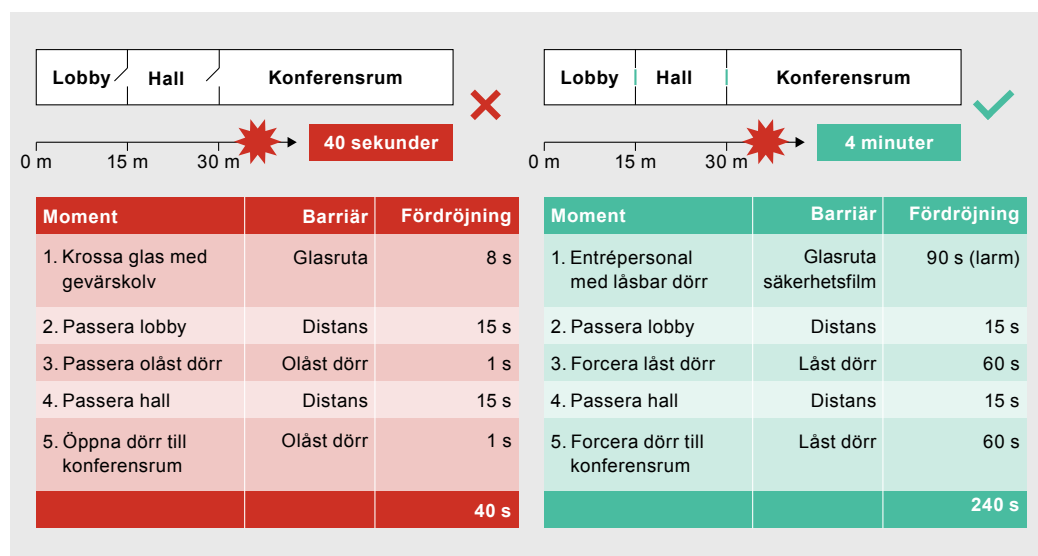 Lobby Hall Konferensrum
40 sekunder
0 m 15 m 30 m
Moment Barriär Fördröjning
1. Krossa glas med Glasruta 8 s
gevärskolv
2. Passera lobby Distans 15 s
3. Passera olåst dörr Olåst dörr 1 s
4. Passera hall Distans 15 s
5. Öppna dörr till Olåst dörr 1 s
konferensrum
40 s
Lobby Hall Konferensrum
4 minuter
0 m 15 m 30 m
Moment Barriär Fördröjning
1. Entrépersonal Glasruta 90 s (larm)
med låsbar dörr säkerhetsfilm
2. Passera lobby Distans 15 s
3. Forcera låst dörr Låst dörr 60 s
4. Passera hall Distans 15 s
5. Forcera dörr till Låst dörr 60 s
konferensrum
240 s